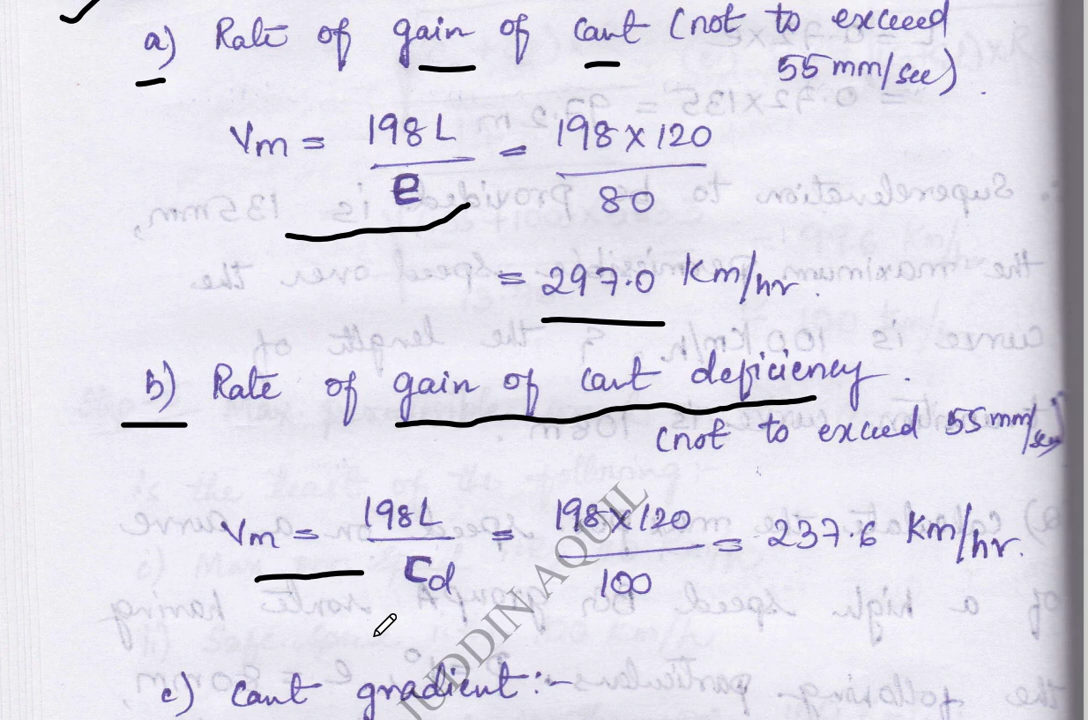 a) Rate of gain of cant (not to exceed
55 mm/sec).
Vm = 198L / e = 198 x 120 / 80
= 297.0 Km/hr.
b) Rate of gain of cant deficiency.
(not to exceed 55 mm/sec)
Vm = 198L / Cd = 198 x 120 / 100 = 237.6 Km/hr.
c) cant gradient:-
JUDDIN AQUIL